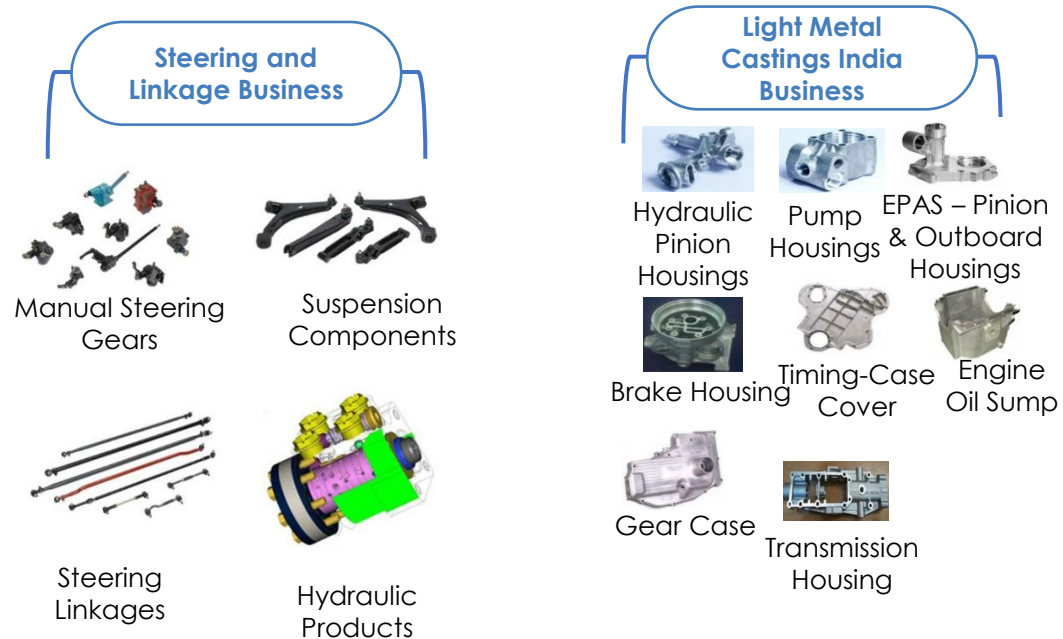 Steering and
Linkage Business
Manual Steering
Gears
Suspension
Components
Steering
Linkages
Hydraulic
Products
Light Metal
Castings India
Business
Hydraulic
Pinion
Housings
Pump
Housings
EPAS – Pinion
& Outboard
Housings
Brake Housing
Timing-Case
Cover
Engine
Oil Sump
Gear Case
Transmission
Housing